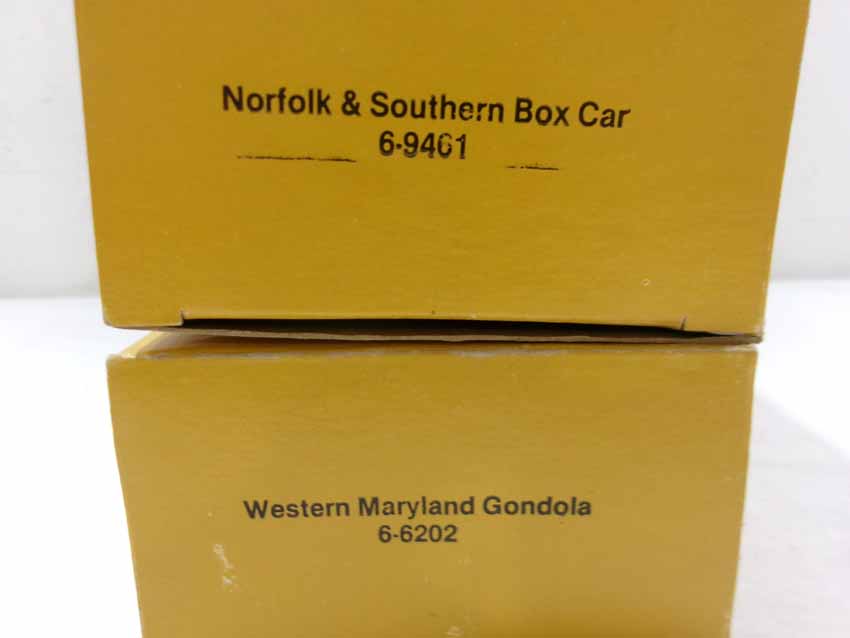 Norfolk & Southern Box Car
6-9461
Western Maryland Gondola
6-6202